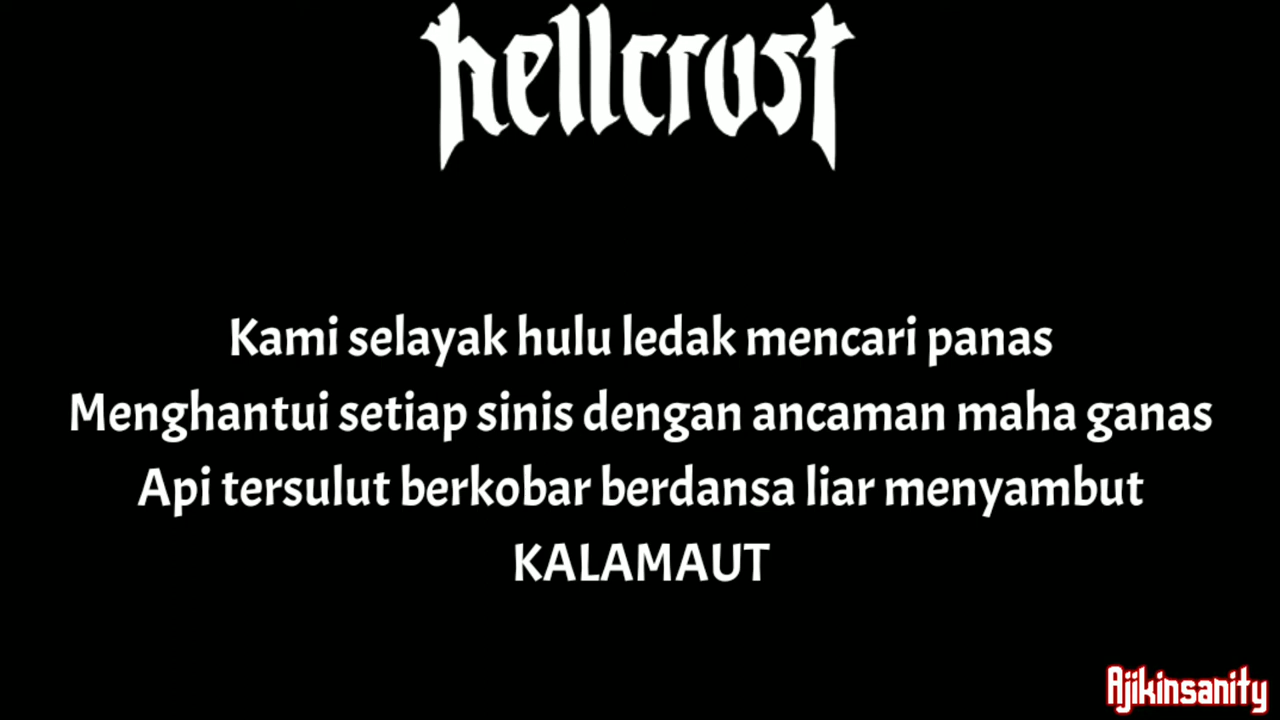 hellcrust
Kami selayak hulu ledak mencari panas
Menghantui setiap sinis dengan ancaman maha ganas
Api tersulut berkobar berdansa liar menyambut
KALAMAUT
Ajikinsanity